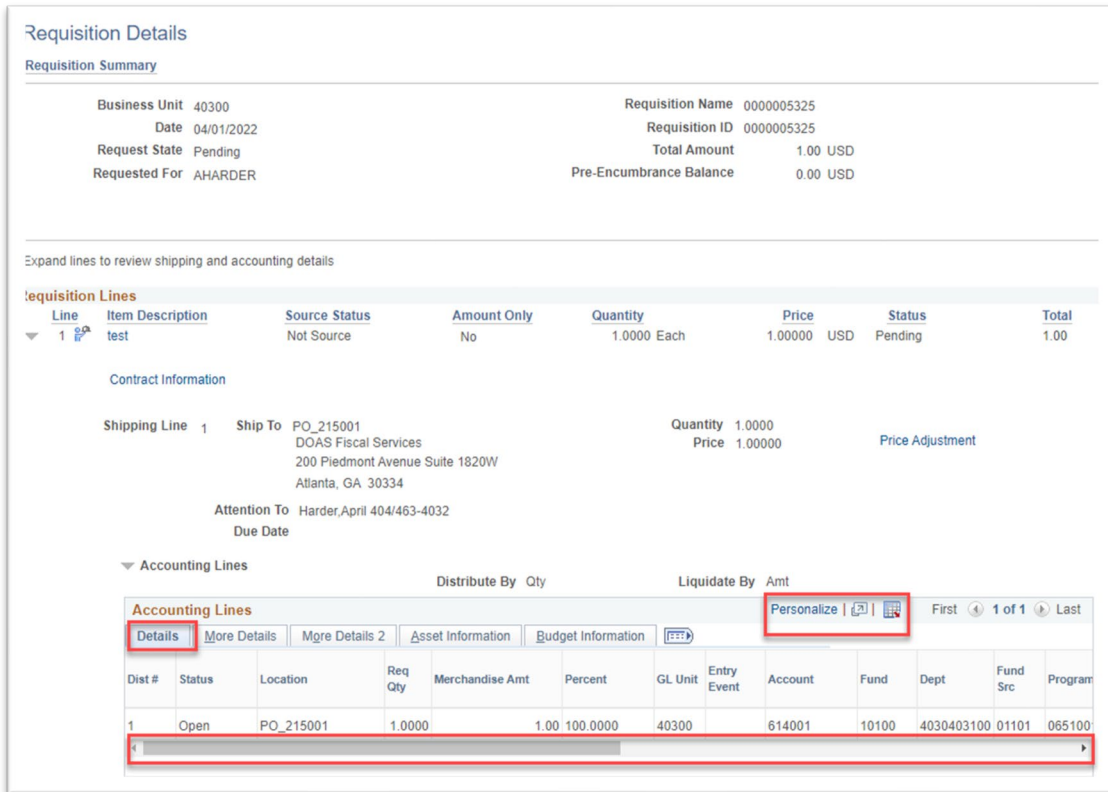 Requisition Details
Requisition Summary
Business Unit 40300
Requisition Name 0000005325
Date 04/01/2022
Requisition ID 0000005325
Request State Pending
Total Amount 1.00 USD
Requested For AHARDER
Pre-Encumbrance Balance 0.00 USD
Expand lines to review shipping and accounting details
Requisition Lines
Line Item Description Source Status Amount Only Quantity Price Status Total
1 test Not Source No 1.0000 Each 1.00000 USD Pending 1.00
Contract Information
Shipping Line 1 Ship To PO_215001 Quantity 1.0000
DOAS Fiscal Services Price 1.00000 Price Adjustment
200 Piedmont Avenue Suite 1820W
Atlanta, GA 30334
Attention To Harder,April 404/463-4032
Due Date
Accounting Lines
Distribute By Qty Liquidate By Amt
Accounting Lines Personalize | | First 1 of 1 Last
Details More Details More Details 2 Asset Information Budget Information
Dist # Status Location Req Qty Merchandise Amt Percent GL Unit Entry Event Account Fund Dept Fund Src Program
1 Open PO_215001 1.0000 1.00 100.0000 40300 614001 10100 4030403100 01101 065100